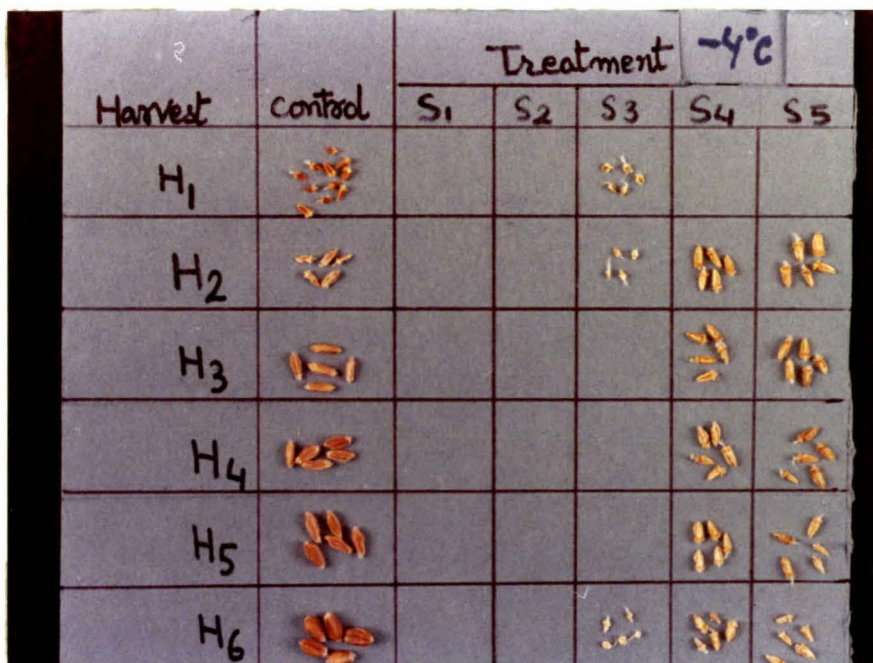 Treatment -4°C
Harvest Control S1 S2 S3 S4 S5
H1
H2
H3
H4
H5
H6